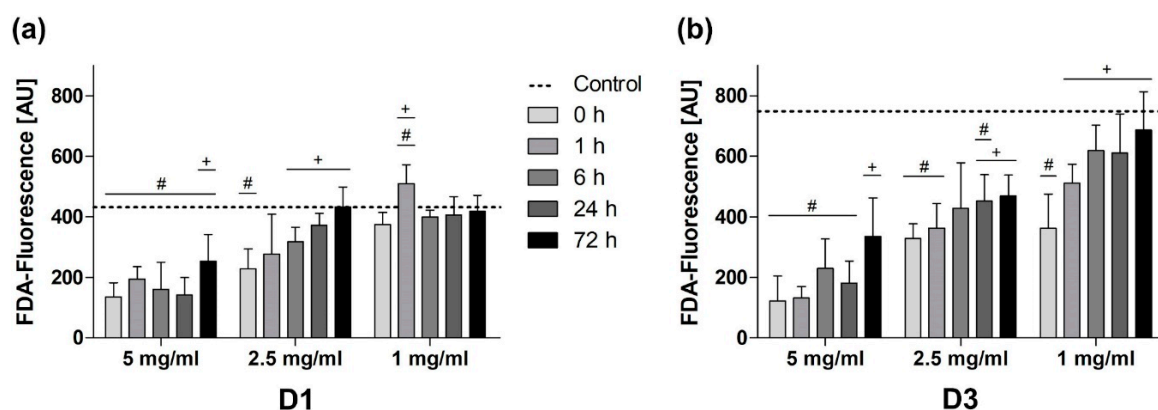 (a)
FDA-Fluorescence [AU]
800
600
400
200
0
#
+
#
+
+
#
5 mg/ml 2.5 mg/ml 1 mg/ml
D1
Control
0 h
1 h
6 h
24 h
72 h
(b)
FDA-Fluorescence [AU]
800
600
400
200
0
#
+
#
#
+
#
+
5 mg/ml 2.5 mg/ml 1 mg/ml
D3